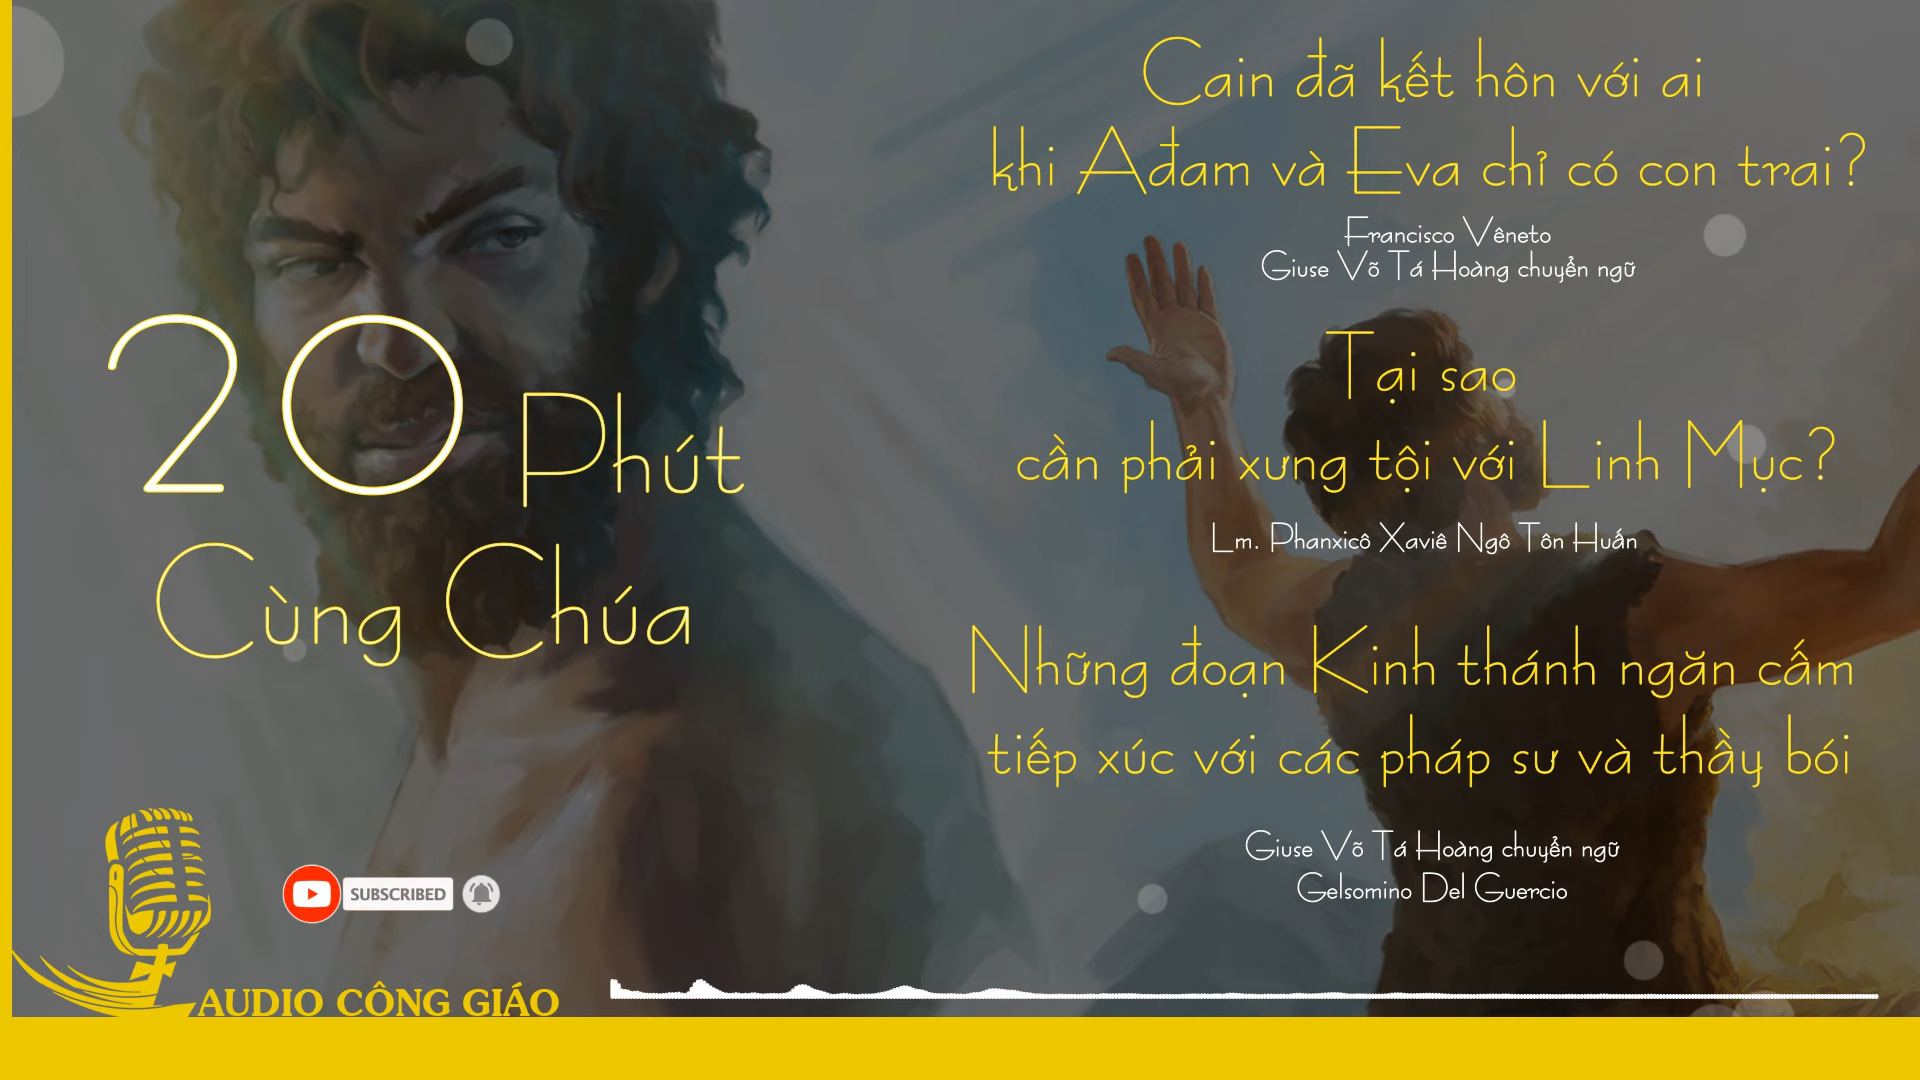 20 Phút
Cùng Chúa
Cain đã kết hôn với ai
khi Ađam và Eva chỉ có con trai?
Francisco Vêneto
Giuse Võ Tá Hoàng chuyển ngữ
Tại sao
cần phải xưng tội với Linh Mục?
Lm. Phanxicô Xaviê Ngô Tôn Huấn
Những đoạn Kinh thánh ngăn cấm
tiếp xúc với các pháp sư và thầy bói
Giuse Võ Tá Hoàng chuyển ngữ
Gelsomino Del Guercio
SUBSCRIBED
AUDIO CÔNG GIÁO